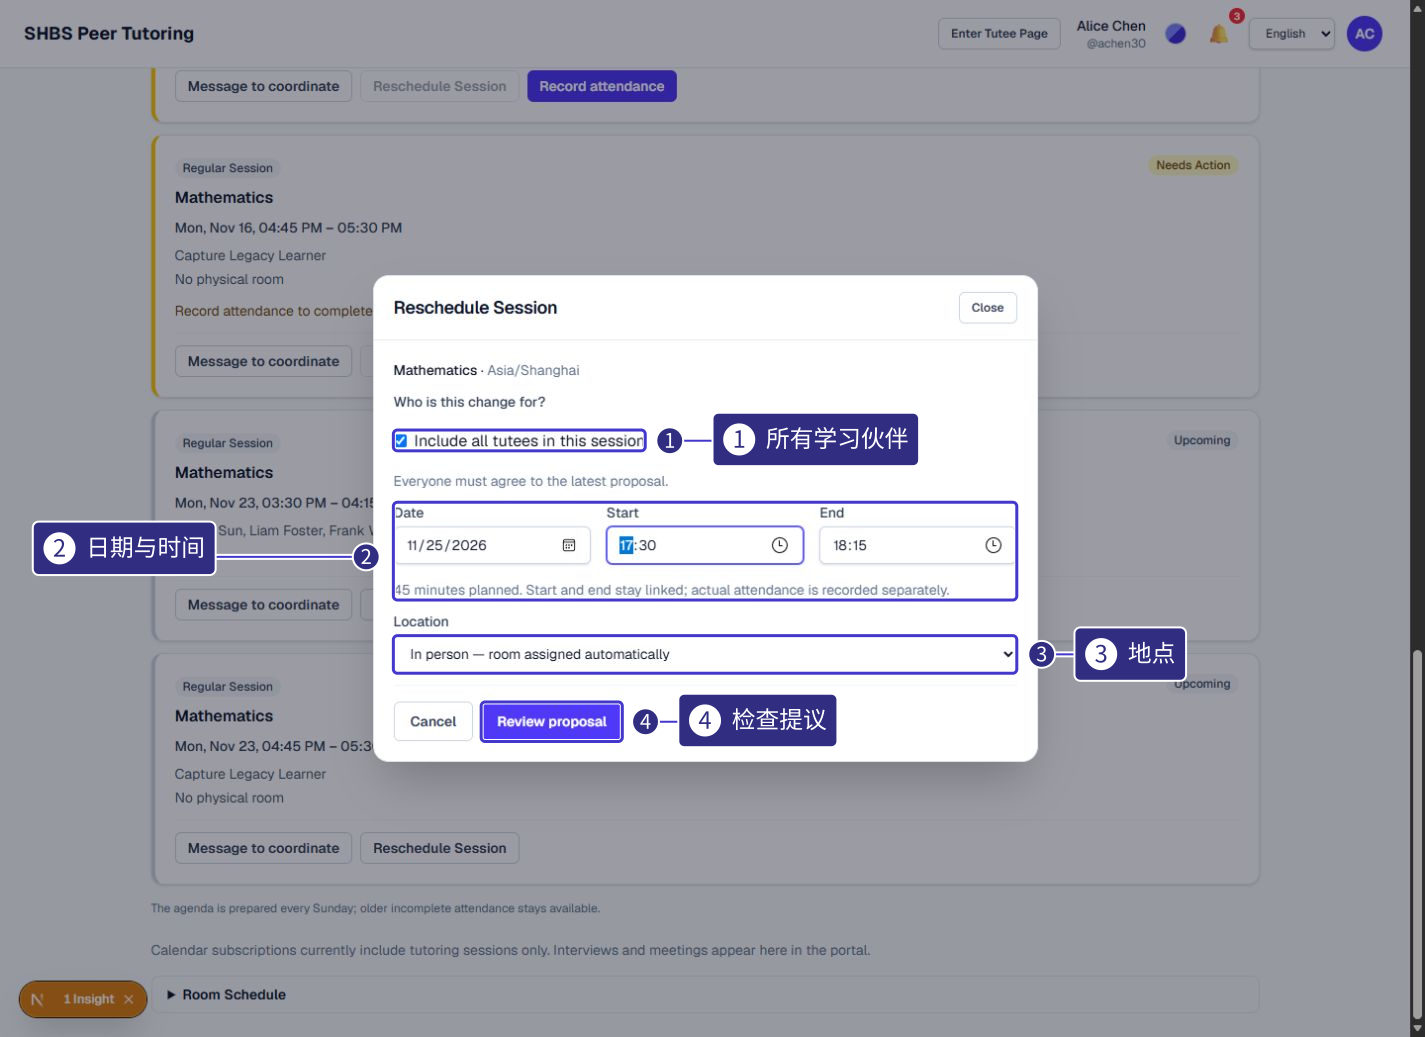 SHBS Peer Tutoring
Enter Tutee Page
Alice Chen
@achen30
3
English
AC
Message to coordinate
Reschedule Session
Record attendance
Regular Session
Needs Action
Mathematics
Mon, Nov 16, 04:45 PM – 05:30 PM
Capture Legacy Learner
No physical room
Record attendance to complete
Message to coordinate
Regular Session
Upcoming
Mathematics
Mon, Nov 23, 03:30 PM – 04:15
Sun, Liam Foster, Frank
Message to coordinate
Reschedule Session
Close
Mathematics · Asia/Shanghai
Who is this change for?
Include all tutees in this session
1
1 所有学习伙伴
Everyone must agree to the latest proposal.
2 日期与时间
2
Date
Start
End
11/25/2026
17:30
18:15
45 minutes planned. Start and end stay linked; actual attendance is recorded separately.
Location
In person — room assigned automatically
3
3 地点
Cancel
Review proposal
4
4 检查提议
Regular Session
Upcoming
Mathematics
Mon, Nov 23, 04:45 PM – 05:3
Capture Legacy Learner
No physical room
Message to coordinate
Reschedule Session
The agenda is prepared every Sunday; older incomplete attendance stays available.
Calendar subscriptions currently include tutoring sessions only. Interviews and meetings appear here in the portal.
N
1 Insight
Room Schedule